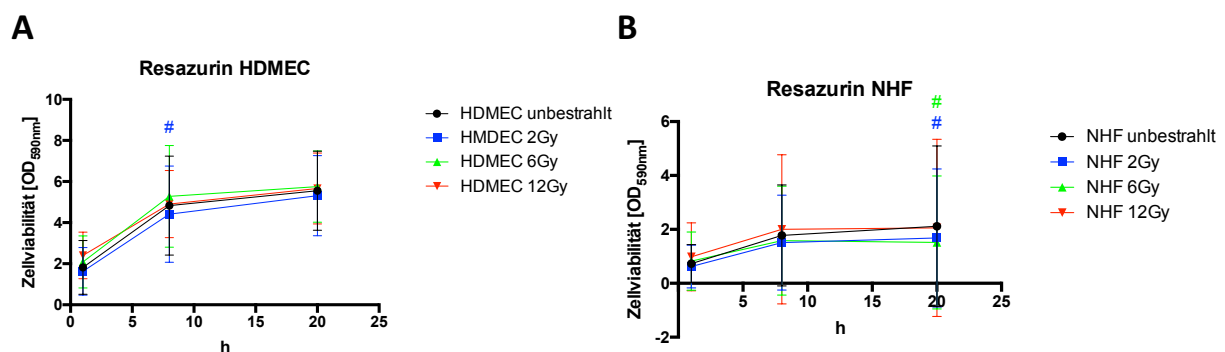 A
Resazurin HDMEC
Zellviabilität [OD590nm]
10
8
6
4
2
0
#
0
5
10
15
20
25
h
HDMEC unbestrahlt
HMDEC 2Gy
HDMEC 6Gy
HDMEC 12Gy
B
Resazurin NHF
Zellviabilität [OD590nm]
6
4
2
0
-2
#
#
5
10
15
20
25
h
NHF unbestrahlt
NHF 2Gy
NHF 6Gy
NHF 12Gy